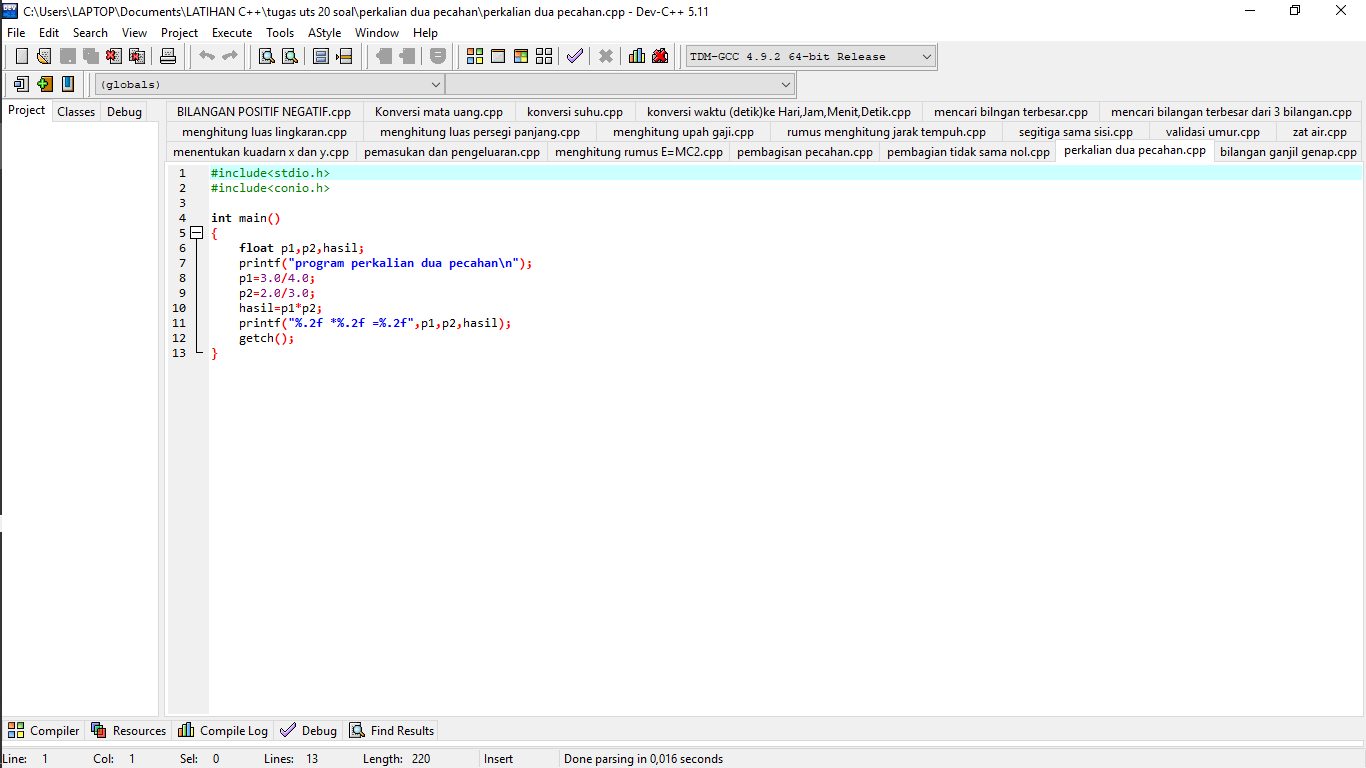 C:\Users\LAPTOP\Documents\LATIHAN C++\tugas uts 20 soal\perkalian dua pecahan\perkalian dua pecahan.cpp - Dev-C++ 5.11
File Edit Search View Project Execute Tools AStyle Window Help
TDM-GCC 4.9.2 64-bit Release
(globals)
Project Classes Debug
BILANGAN POSITIF NEGATIF.cpp Konversi mata uang.cpp konversi suhu.cpp konversi waktu (detik)ke Hari,Jam,Menit,Detik.cpp mencari bilngan terbesar.cpp mencari bilangan terbesar dari 3 bilangan.cpp
menghitung luas lingkaran.cpp menghitung luas persegi panjang.cpp menghitung upah gaji.cpp rumus menghitung jarak tempuh.cpp segitiga sama sisi.cpp validasi umur.cpp zat air.cpp
menentukan kuadarn x dan y.cpp pemasukan dan pengeluaran.cpp menghitung rumus E=MC2.cpp pembagisan pecahan.cpp pembagian tidak sama nol.cpp perkalian dua pecahan.cpp bilangan ganjil genap.cpp
1 #include<stdio.h>
2 #include<conio.h>
3
4 int main()
5 {
6 float p1,p2,hasil;
7 printf("program perkalian dua pecahan\n");
8 p1=3.0/4.0;
9 p2=2.0/3.0;
10 hasil=p1*p2;
11 printf("%.2f *%.2f =%.2f",p1,p2,hasil);
12 getch();
13 }
Compiler Resources Compile Log Debug Find Results
Line: 1 Col: 1 Sel: 0 Lines: 13 Length: 220 Insert Done parsing in 0,016 seconds